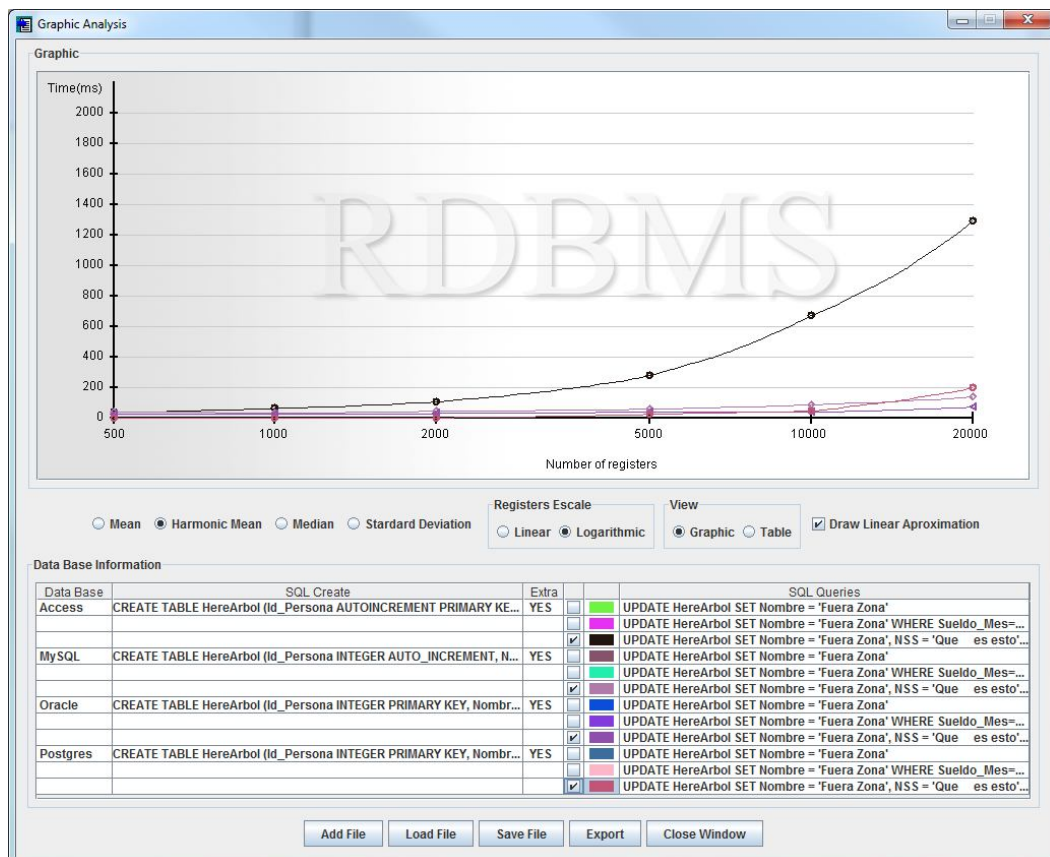 Graphic Analysis
Graphic
Time(ms)
2000
1800
1600
1400
1200
1000
800
600
400
200
0
RDBMS
500 1000 2000 5000 10000 20000
Number of registers
Mean Harmonic Mean Median Stardard Deviation
Registers Escale
Linear Logarithmic
View
Graphic Table
Draw Linear Aproximation
Data Base Information
Data Base SQL Create Extra SQL Queries
Access CREATE TABLE HereArbol (Id_Persona AUTOINCREMENT PRIMARY KE... YES UPDATE HereArbol SET Nombre = 'Fuera Zona'
UPDATE HereArbol SET Nombre = 'Fuera Zona' WHERE Sueldo_Mes=...
UPDATE HereArbol SET Nombre = 'Fuera Zona', NSS = 'Que es esto'...
MySQL CREATE TABLE HereArbol (Id_Persona INTEGER AUTO_INCREMENT, N... YES UPDATE HereArbol SET Nombre = 'Fuera Zona'
UPDATE HereArbol SET Nombre = 'Fuera Zona' WHERE Sueldo_Mes=...
UPDATE HereArbol SET Nombre = 'Fuera Zona', NSS = 'Que es esto'...
Oracle CREATE TABLE HereArbol (Id_Persona INTEGER PRIMARY KEY, Nombr... YES UPDATE HereArbol SET Nombre = 'Fuera Zona'
UPDATE HereArbol SET Nombre = 'Fuera Zona' WHERE Sueldo_Mes=...
UPDATE HereArbol SET Nombre = 'Fuera Zona', NSS = 'Que es esto'...
Postgres CREATE TABLE HereArbol (Id_Persona INTEGER PRIMARY KEY, Nombr... YES UPDATE HereArbol SET Nombre = 'Fuera Zona'
UPDATE HereArbol SET Nombre = 'Fuera Zona' WHERE Sueldo_Mes=...
UPDATE HereArbol SET Nombre = 'Fuera Zona', NSS = 'Que es esto'...
Add File Load File Save File Export Close Window